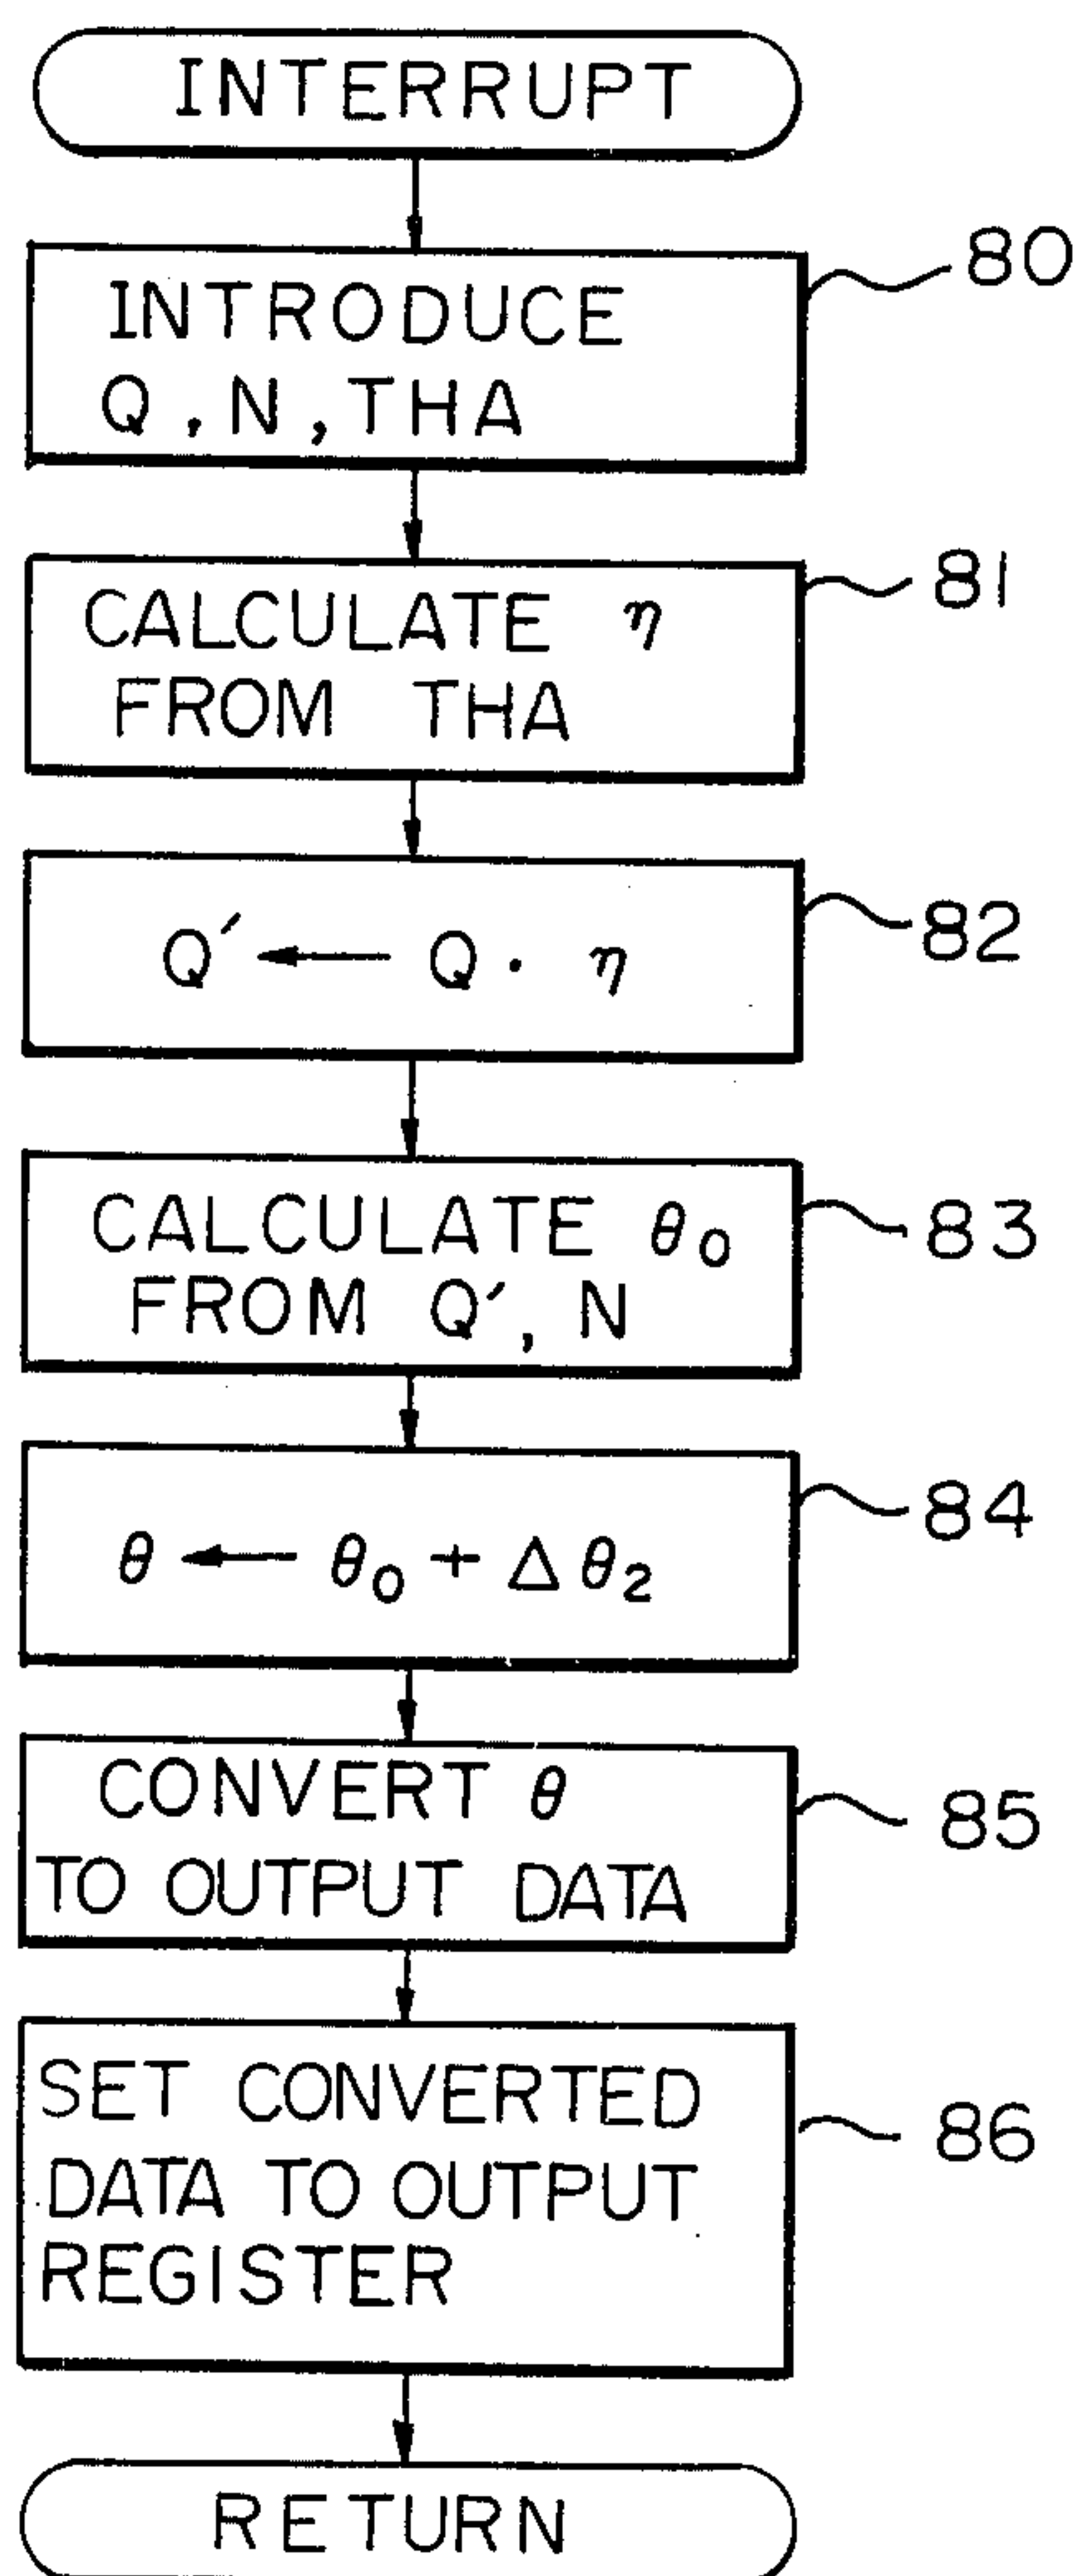 INTERRUPT
80
INTRODUCE
Q, N, THA
81
CALCULATE η
FROM THA
82
Q′ ← Q · η
83
CALCULATE θ₀
FROM Q′, N
84
θ ← θ₀ + Δθ₂
85
CONVERT θ
TO OUTPUT DATA
86
SET CONVERTED
DATA TO OUTPUT
REGISTER
RETURN